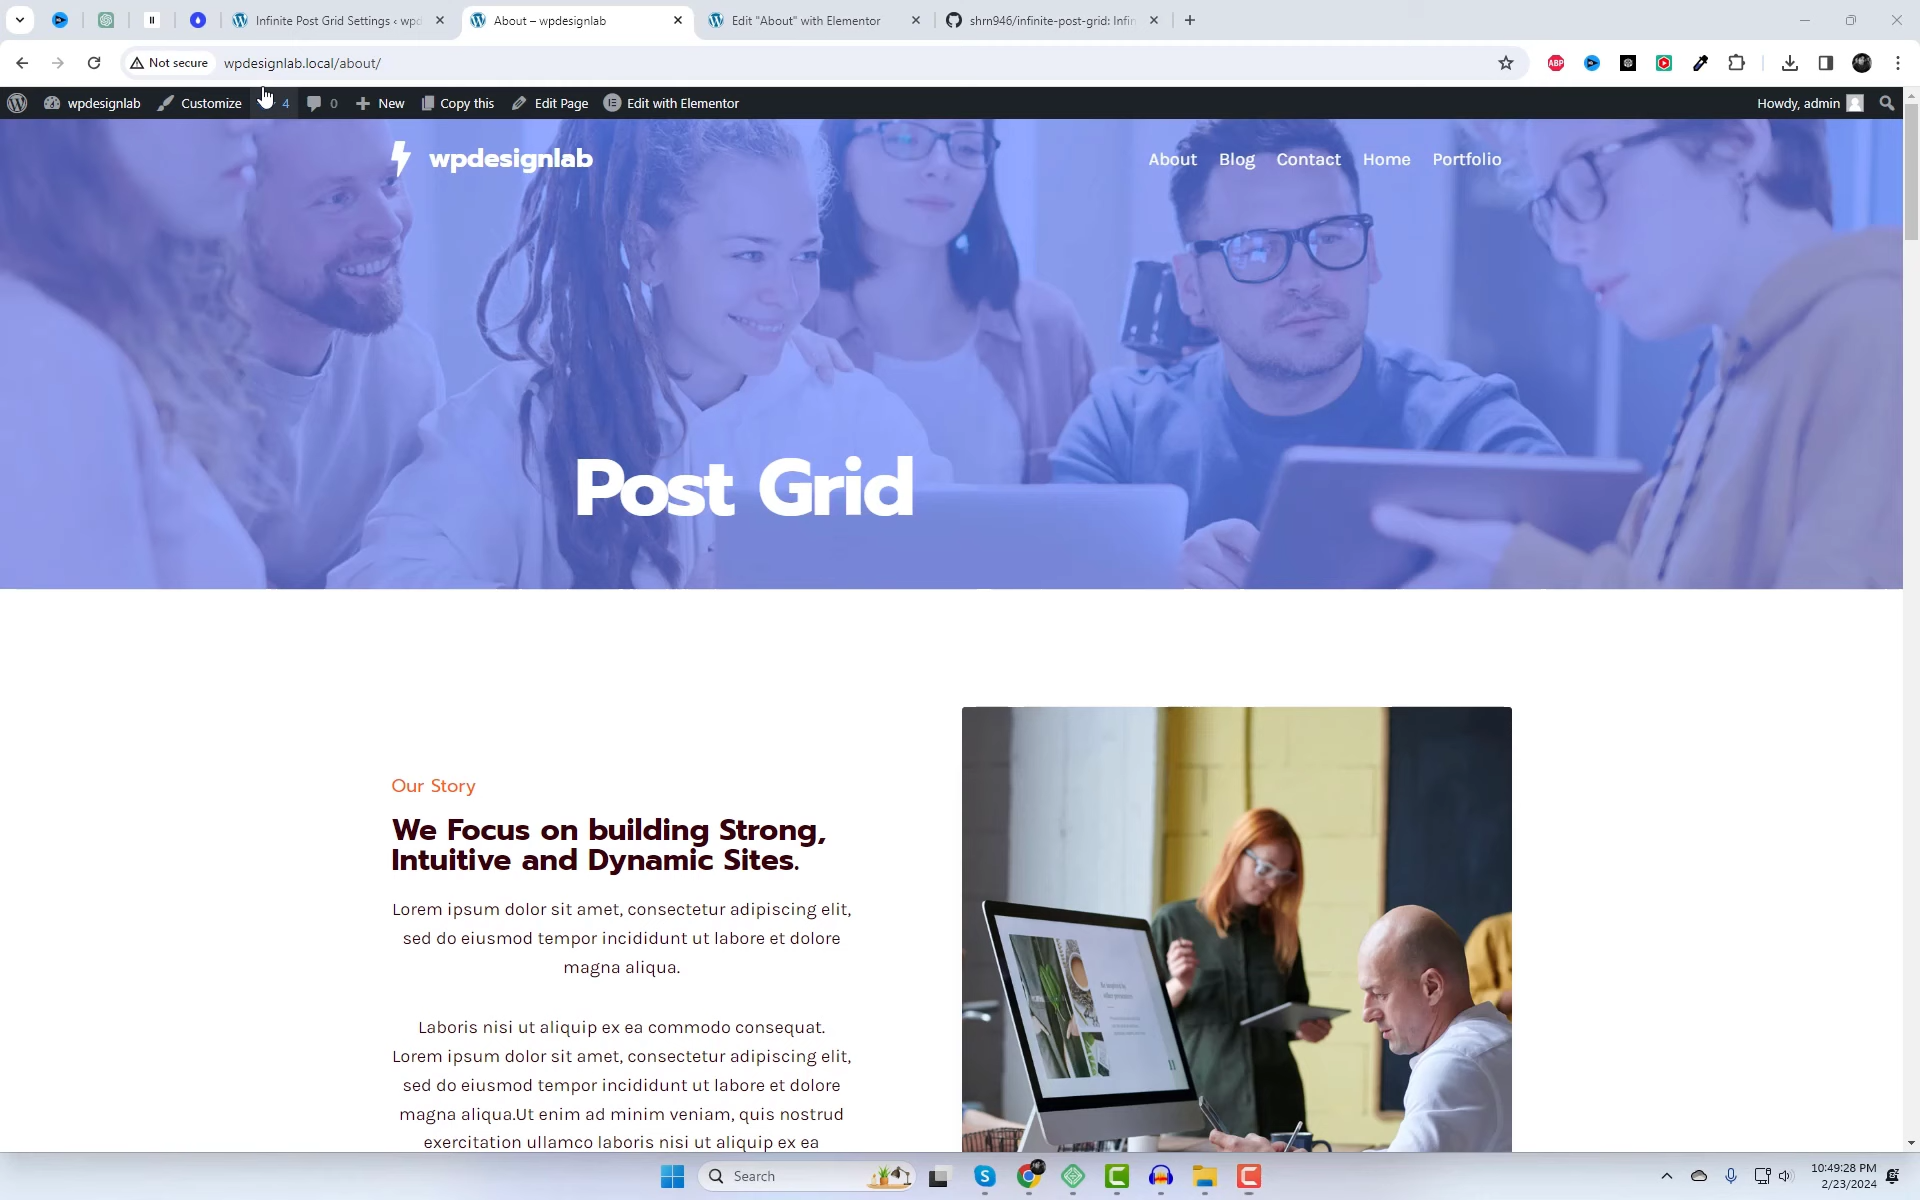 Infinite Post Grid Settings ‹ wpd
About – wpdesignlab
Edit "About" with Elementor
shrn946/infinite-post-grid: Infin
Not secure
wpdesignlab.local/about/
ABP
wpdesignlab
Customize
4
0
New
Copy this
Edit Page
Edit with Elementor
Howdy, admin
wpdesignlab
About
Blog
Contact
Home
Portfolio
Post Grid
Our Story
We Focus on building Strong,
Intuitive and Dynamic Sites.
Lorem ipsum dolor sit amet, consectetur adipiscing elit,
sed do eiusmod tempor incididunt ut labore et dolore
magna aliqua.
Laboris nisi ut aliquip ex ea commodo consequat.
Lorem ipsum dolor sit amet, consectetur adipiscing elit,
sed do eiusmod tempor incididunt ut labore et dolore
magna aliqua.Ut enim ad minim veniam, quis nostrud
exercitation ullamco laboris nisi ut aliquip ex ea
Search
10:49:28 PM
2/23/2024